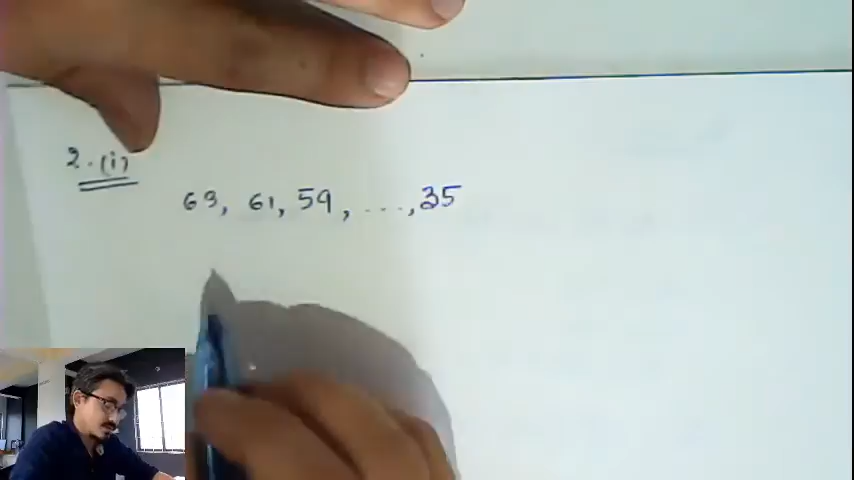 2. (i)
63, 61, 59, ...., 35